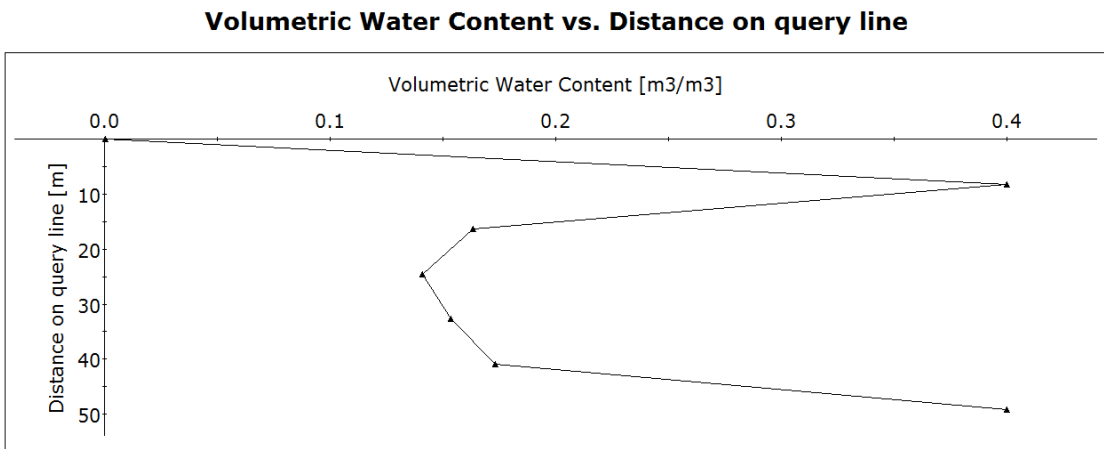 Volumetric Water Content vs. Distance on query line
Volumetric Water Content [m3/m3]
0.0 0.1 0.2 0.3 0.4
Distance on query line [m]
10
20
30
40
50